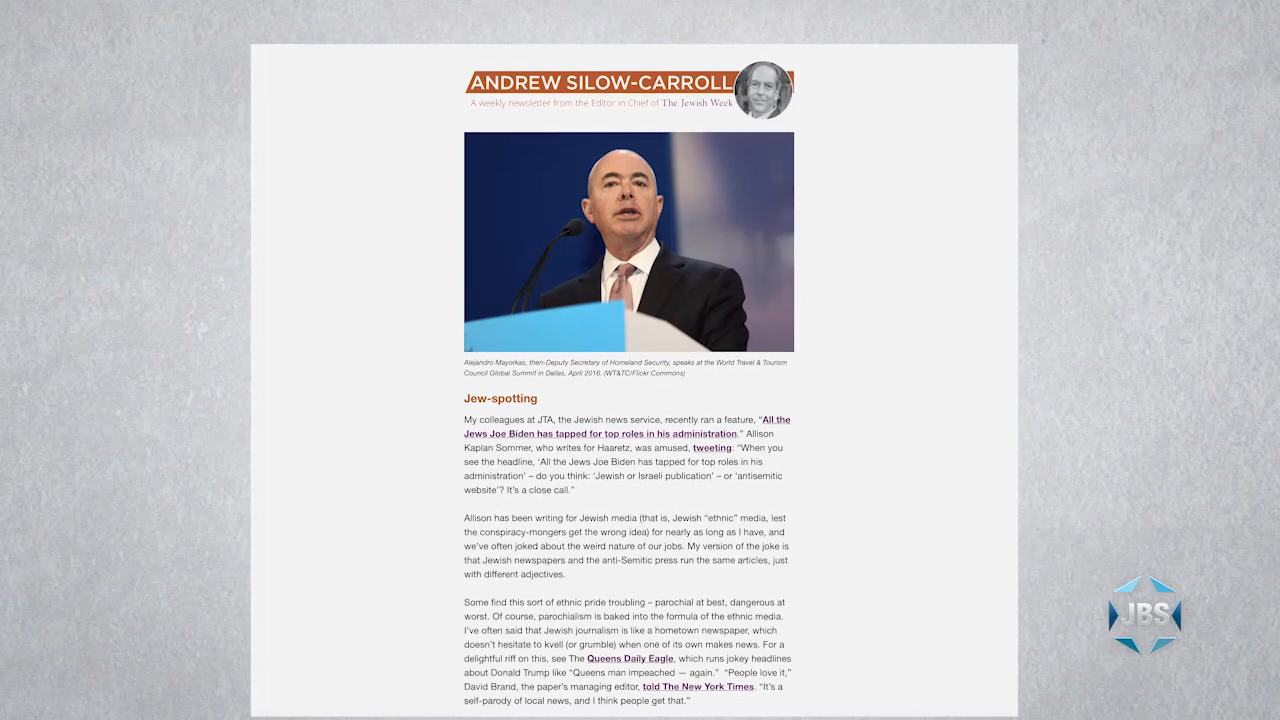 ANDREW SILOW-CARROLL
A weekly newsletter from the Editor in Chief of The Jewish Week
Alejandro Mayorkas, then-Deputy Secretary of Homeland Security, speaks at the World Travel & Tourism
Council Global Summit in Dallas, April 2016. (WT&TC/Flickr Commons)
Jew-spotting
My colleagues at JTA, the Jewish news service, recently ran a feature, “All the
Jews Joe Biden has tapped for top roles in his administration.” Allison
Kaplan Sommer, who writes for Haaretz, was amused, tweeting: “When you
see the headline, ‘All the Jews Joe Biden has tapped for top roles in his
administration’ – do you think: ‘Jewish or Israeli publication’ – or ‘antisemitic
website’? It’s a close call.”
Allison has been writing for Jewish media (that is, Jewish “ethnic” media, lest
the conspiracy-mongers get the wrong idea) for nearly as long as I have, and
we’ve often joked about the weird nature of our jobs. My version of the joke is
that Jewish newspapers and the anti-Semitic press run the same articles, just
with different adjectives.
Some find this sort of ethnic pride troubling – parochial at best, dangerous at
worst. Of course, parochialism is baked into the formula of the ethnic media.
I’ve often said that Jewish journalism is like a hometown newspaper, which
doesn’t hesitate to kvell (or grumble) when one of its own makes news. For a
delightful riff on this, see The Queens Daily Eagle, which runs jokey headlines
about Donald Trump like “Queens man impeached — again.” “People love it,”
David Brand, the paper’s managing editor, told The New York Times. “It’s a
self-parody of local news, and I think people get that.”
JBS